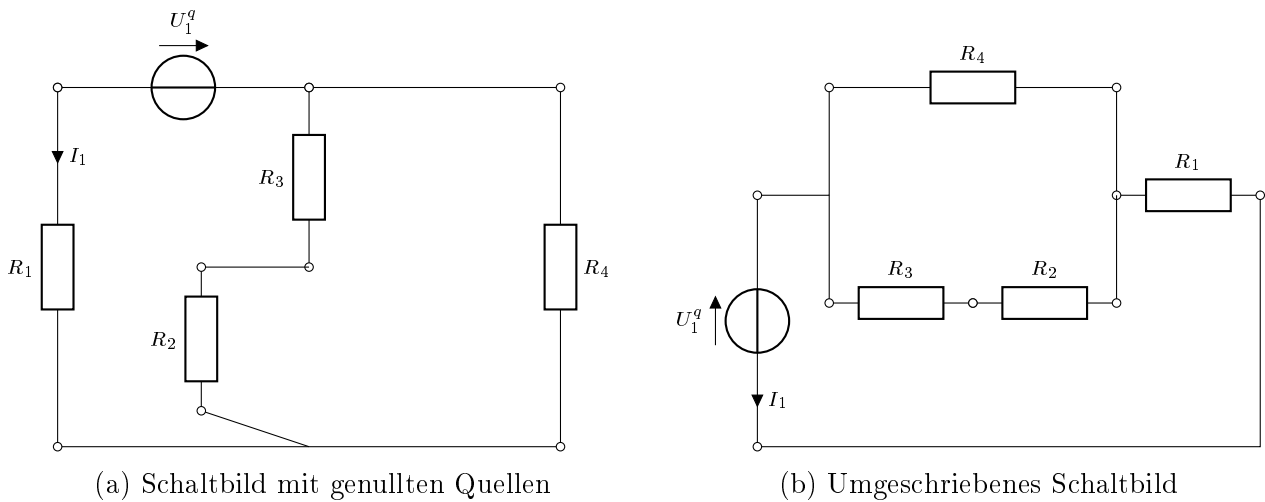 U_1^q
I_1
R_3
R_1
R_4
R_2
(a) Schaltbild mit genullten Quellen
R_4
R_1
R_3
R_2
U_1^q
I_1
(b) Umgeschriebenes Schaltbild